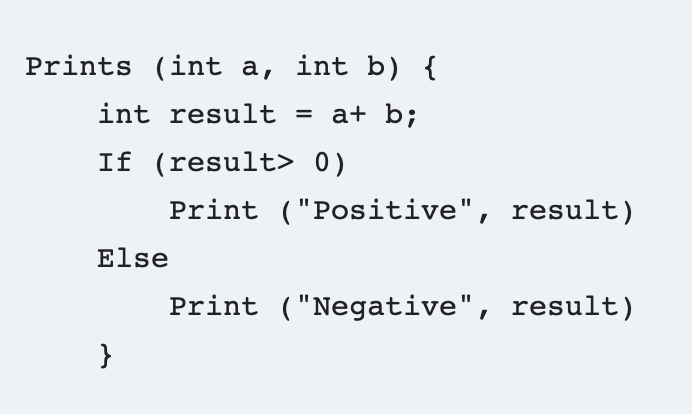 Prints (int a, int b) {
    int result = a+ b;
    If (result> 0)
        Print ("Positive", result)
    Else
        Print ("Negative", result)
    }